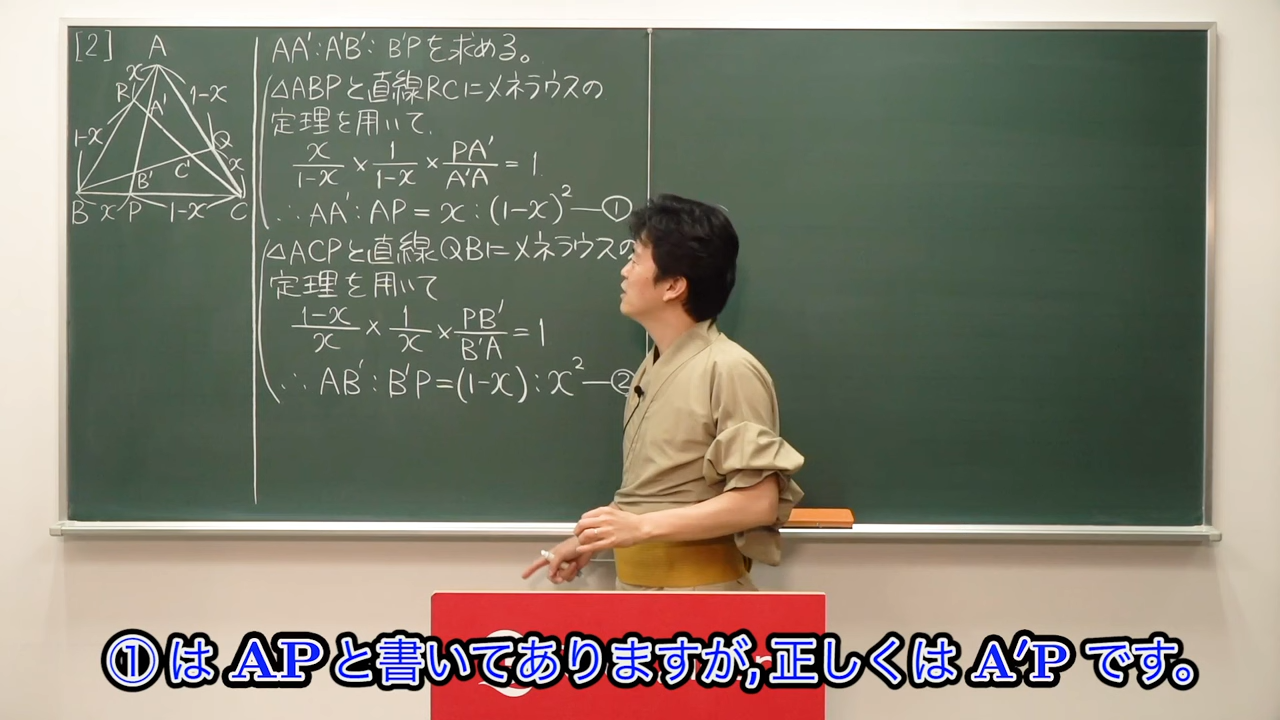 [2]
A
x
R
A'
1-x
1-x
Q
C'
x
B'
B x P 1-x C
AA':A'B':B'Pを求める。
△ABPと直線RCにメネラウスの
定理を用いて、
x/1-x × 1/1-x × PA'/A'A = 1
∴ AA':AP = x:(1-x)² ―①
△ACPと直線QBにメネラウスの
定理を用いて
1-x/x × 1/x × PB'/B'A = 1
∴ AB':B'P=(1-x):x² ―②
①は APと書いてありますが, 正しくは A'P です。